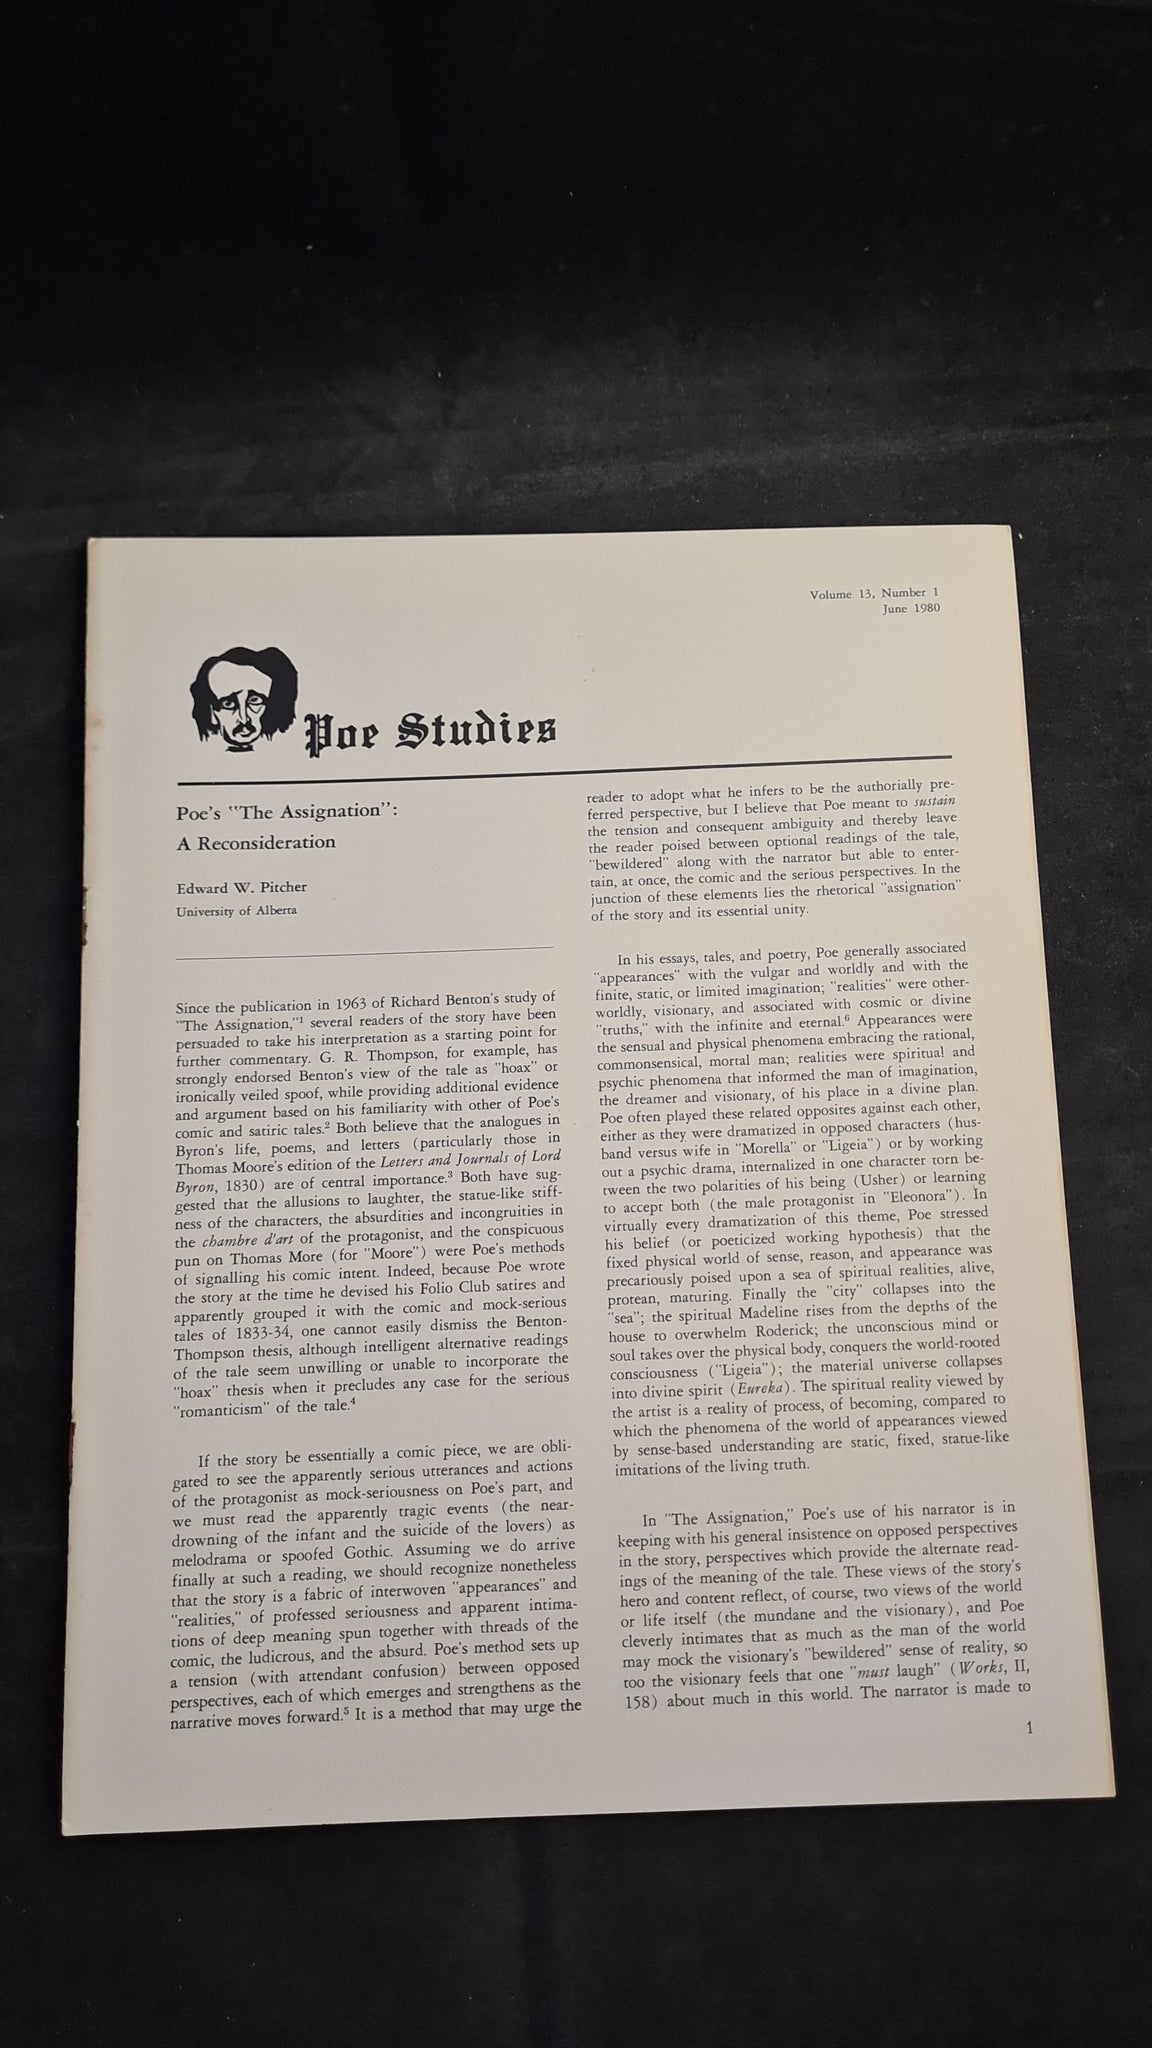 Volume 13, Number 1
June 1980
Poe Studies
Poe's "The Assignation":
A Reconsideration
Edward W. Pitcher
University of Alberta
Since the publication in 1963 of Richard Benton's study of
"The Assignation,"¹ several readers of the story have been
persuaded to take his interpretation as a starting point for
further commentary. G. R. Thompson, for example, has
strongly endorsed Benton's view of the tale as "hoax" or
ironically veiled spoof, while providing additional evidence
and argument based on his familiarity with other of Poe's
comic and satiric tales.² Both believe that the analogues in
Byron's life, poems, and letters (particularly those in
Thomas Moore's edition of the Letters and Journals of Lord
Byron, 1830) are of central importance.³ Both have sug-
gested that the allusions to laughter, the statue-like stiff-
ness of the characters, the absurdities and incongruities in
the chambre d'art of the protagonist, and the conspicuous
pun on Thomas More (for "Moore") were Poe's methods
of signalling his comic intent. Indeed, because Poe wrote
the story at the time he devised his Folio Club satires and
apparently grouped it with the comic and mock-serious
tales of 1833-34, one cannot easily dismiss the Benton-
Thompson thesis, although intelligent alternative readings
of the tale seem unwilling or unable to incorporate the
"hoax" thesis when it precludes any case for the serious
"romanticism" of the tale.⁴
If the story be essentially a comic piece, we are obli-
gated to see the apparently serious utterances and actions
of the protagonist as mock-seriousness on Poe's part, and
we must read the apparently tragic events (the near-
drowning of the infant and the suicide of the lovers) as
melodrama or spoofed Gothic. Assuming we do arrive
finally at such a reading, we should recognize nonetheless
that the story is a fabric of interwoven "appearances" and
"realities," of professed seriousness and apparent intima-
tions of deep meaning spun together with threads of the
comic, the ludicrous, and the absurd. Poe's method sets up
a tension (with attendant confusion) between opposed
perspectives, each of which emerges and strengthens as the
narrative moves forward.⁵ It is a method that may urge the
reader to adopt what he infers to be the authorially pre-
ferred perspective, but I believe that Poe meant to sustain
the tension and consequent ambiguity and thereby leave
the reader poised between optional readings of the tale,
"bewildered" along with the narrator but able to enter-
tain, at once, the comic and the serious perspectives. In the
junction of these elements lies the rhetorical "assignation"
of the story and its essential unity.
In his essays, tales, and poetry, Poe generally associated
"appearances" with the vulgar and worldly and with the
finite, static, or limited imagination; "realities" were other-
worldly, visionary, and associated with cosmic or divine
"truths," with the infinite and eternal.⁶ Appearances were
the sensual and physical phenomena embracing the rational,
commonsensical, mortal man; realities were spiritual and
psychic phenomena that informed the man of imagination,
the dreamer and visionary, of his place in a divine plan.
Poe often played these related opposites against each other,
either as they were dramatized in opposed characters (hus-
band versus wife in "Morella" or "Ligeia") or by working
out a psychic drama, internalized in one character torn be-
tween the two polarities of his being (Usher) or learning
to accept both (the male protagonist in "Eleonora"). In
virtually every dramatization of this theme, Poe stressed
his belief (or poeticized working hypothesis) that the
fixed physical world of sense, reason, and appearance was
precariously poised upon a sea of spiritual realities, alive,
protean, maturing. Finally the "city" collapses into the
"sea"; the spiritual Madeline rises from the depths of the
house to overwhelm Roderick; the unconscious mind or
soul takes over the physical body, conquers the world-rooted
consciousness ("Ligeia"); the material universe collapses
into divine spirit (Eureka). The spiritual reality viewed by
the artist is a reality of process, of becoming, compared to
which the phenomena of the world of appearances viewed
by sense-based understanding are static, fixed, statue-like
imitations of the living truth.
In "The Assignation," Poe's use of his narrator is in
keeping with his general insistence on opposed perspectives
in the story, perspectives which provide the alternate read-
ings of the meaning of the tale. These views of the story's
hero and content reflect, of course, two views of the world
or life itself (the mundane and the visionary), and Poe
cleverly intimates that as much as the man of the world
may mock the visionary's "bewildered" sense of reality, so
too the visionary feels that one "must laugh" (Works, II,
158) about much in this world. The narrator is made to
1